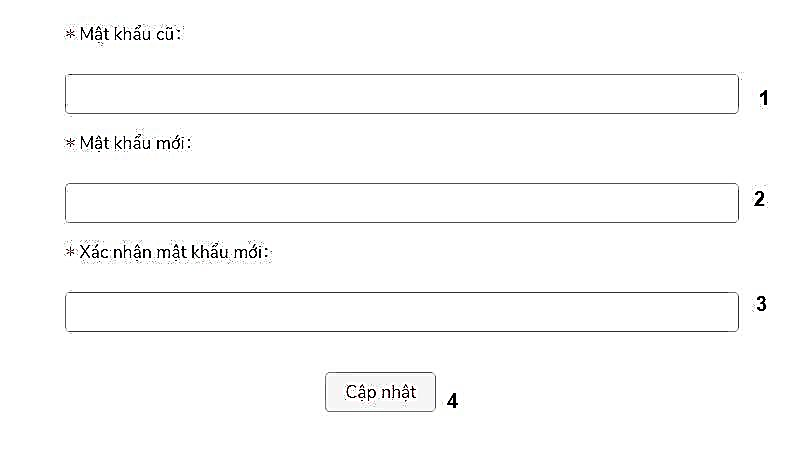 * Mật khẩu cũ:
1
* Mật khẩu mới:
2
* Xác nhận mật khẩu mới:
3
Cập nhật 4